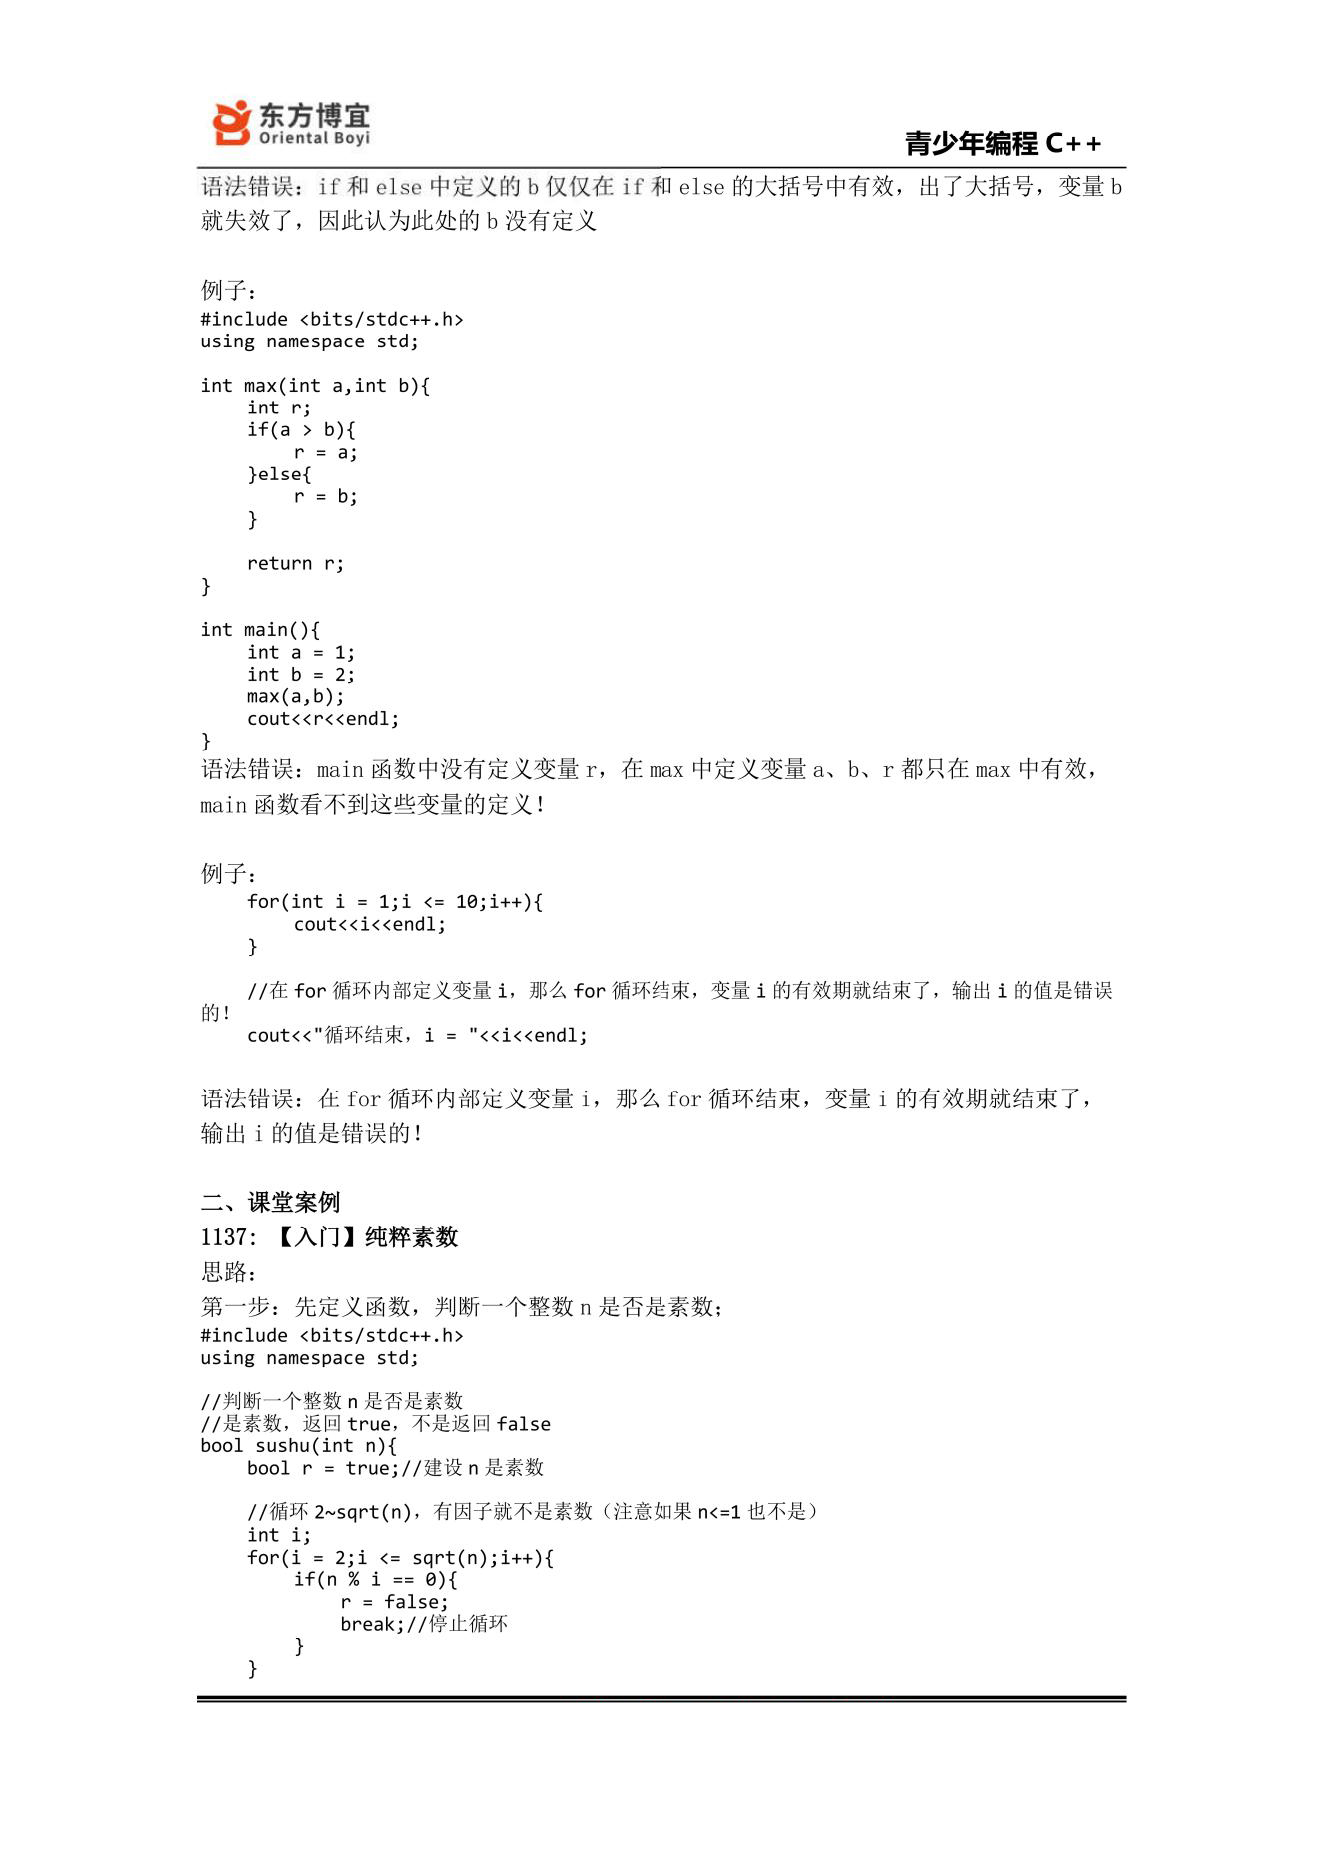 东方博宜
Oriental Boyi
青少年编程 C++
语法错误：if 和 else 中定义的 b 仅仅在 if 和 else 的大括号中有效，出了大括号，变量 b
就失效了，因此认为此处的 b 没有定义
例子：
#include <bits/stdc++.h>
using namespace std;
int max(int a,int b){
int r;
if(a > b){
r = a;
}else{
r = b;
}
return r;
}
int main(){
int a = 1;
int b = 2;
max(a,b);
cout<<r<<endl;
}
语法错误：main 函数中没有定义变量 r，在 max 中定义变量 a、b、r 都只在 max 中有效，
main 函数看不到这些变量的定义！
例子：
for(int i = 1;i <= 10;i++){
cout<<i<<endl;
}
//在 for 循环内部定义变量 i，那么 for 循环结束，变量 i 的有效期就结束了，输出 i 的值是错误
的！
cout<<"循环结束，i = "<<i<<endl;
语法错误：在 for 循环内部定义变量 i，那么 for 循环结束，变量 i 的有效期就结束了，
输出 i 的值是错误的！
二、课堂案例
1137: 【入门】纯粹素数
思路：
第一步：先定义函数，判断一个整数 n 是否是素数；
#include <bits/stdc++.h>
using namespace std;
//判断一个整数 n 是否是素数
//是素数，返回 true，不是返回 false
bool sushu(int n){
bool r = true;//建设 n 是素数
//循环 2~sqrt(n)，有因子就不是素数（注意如果 n<=1 也不是）
int i;
for(i = 2;i <= sqrt(n);i++){
if(n % i == 0){
r = false;
break;//停止循环
}
}